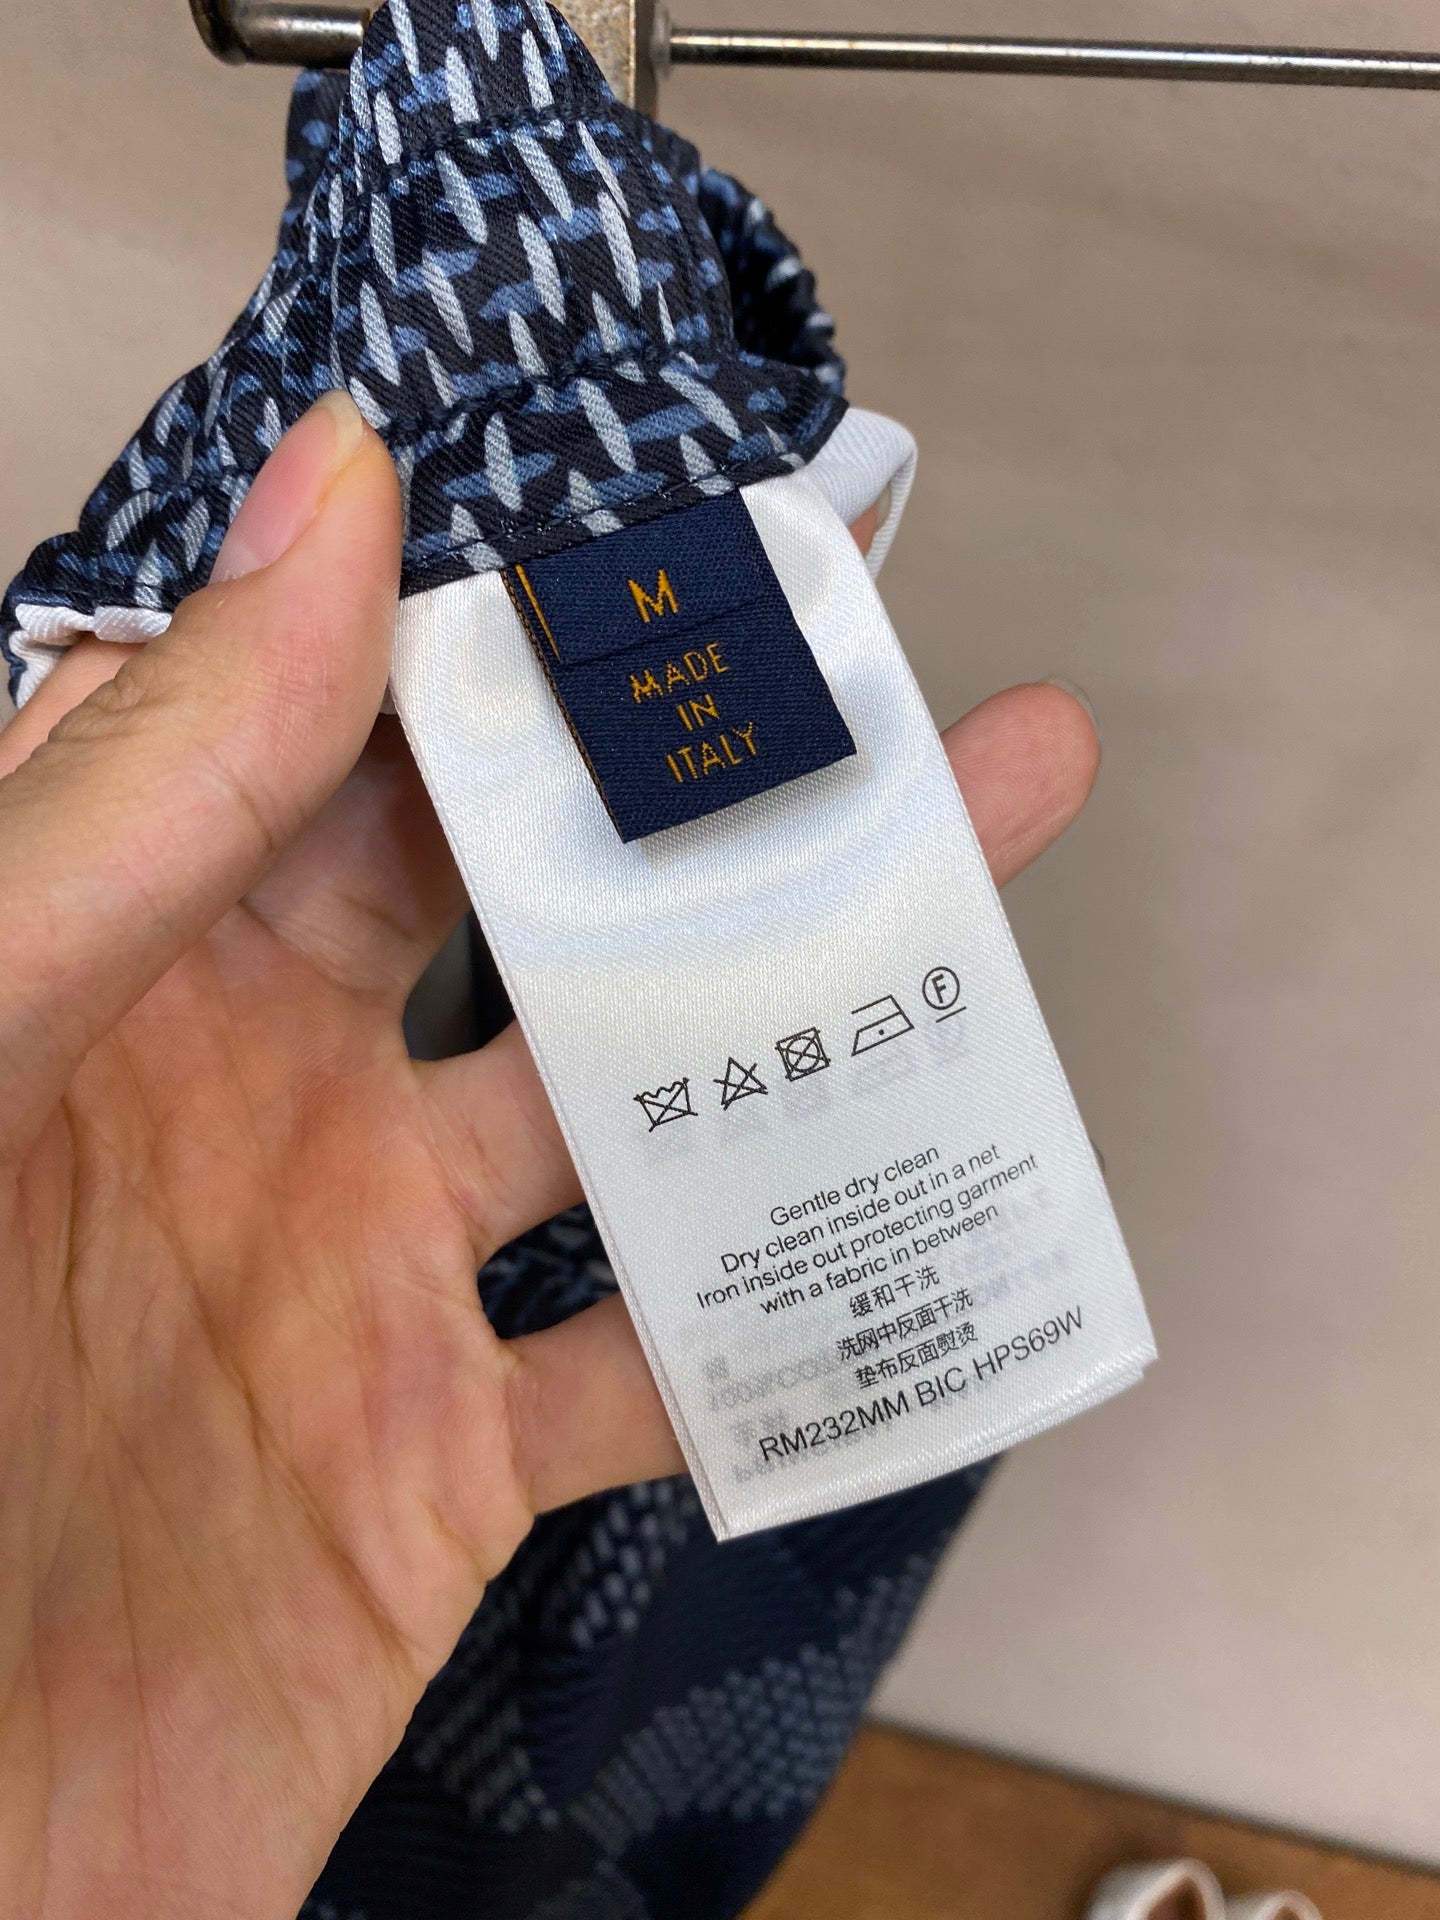 M
MADE
IN
ITALY
F
Gentle dry clean
Dry clean inside out in a net
Iron inside out protecting garment
with a fabric in between
缓和干洗
洗网中反面干洗
垫布反面熨烫
RM232MM BIC HPS69W